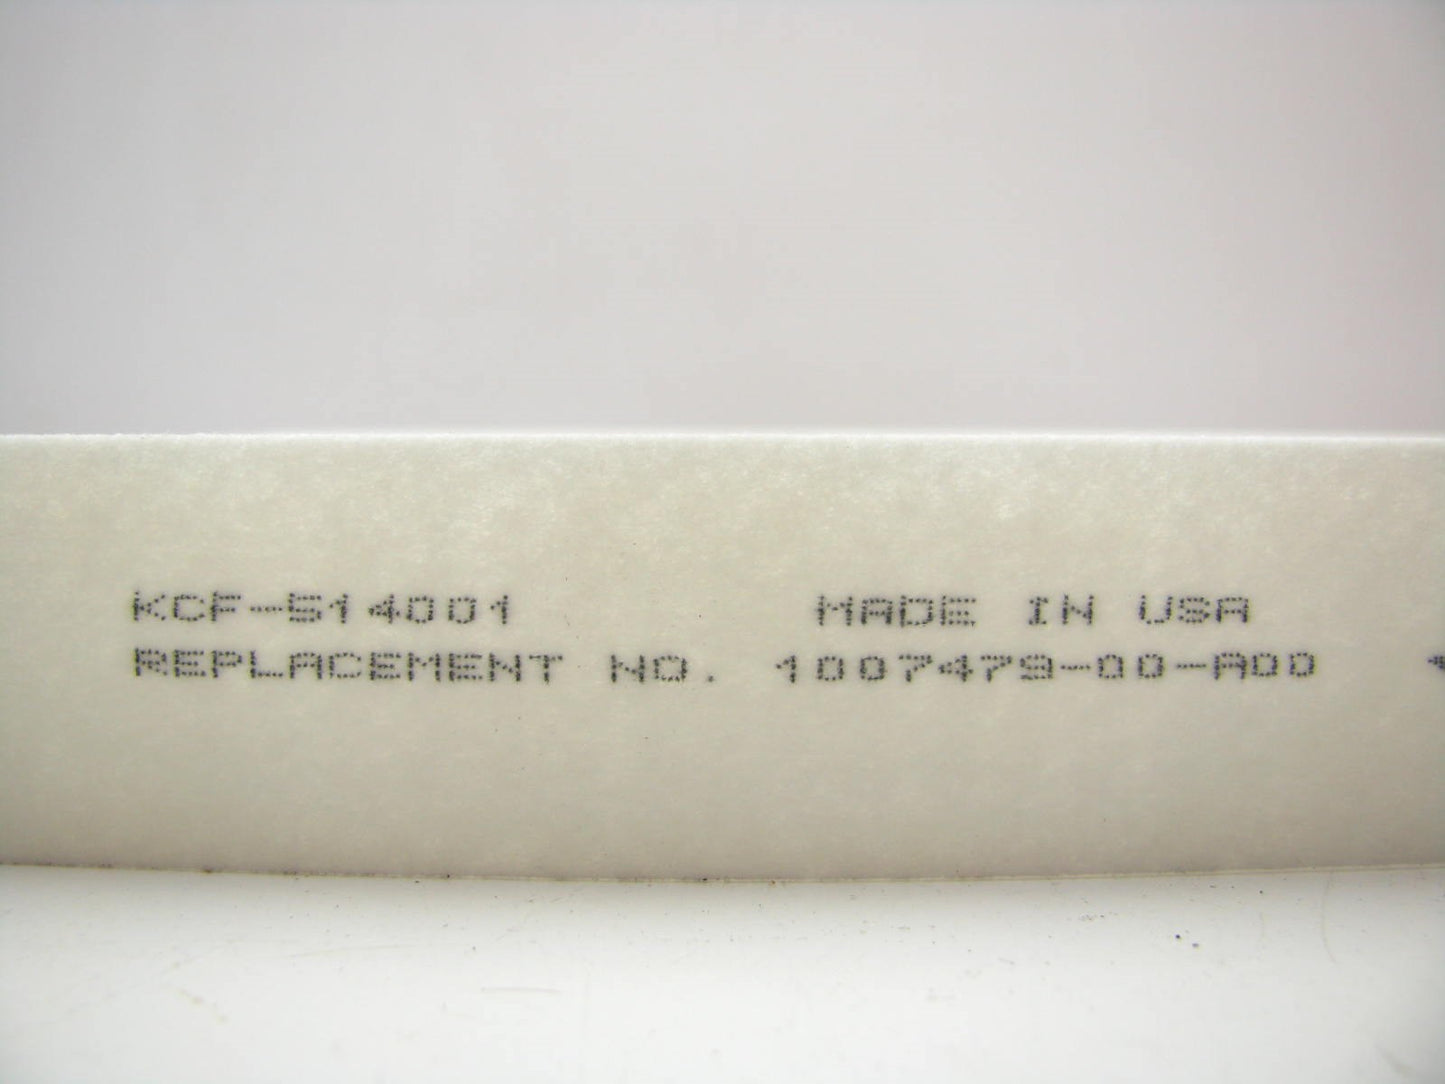 KCF-514001 MADE IN USA
REPLACEMENT NO. 1007479-00-A00